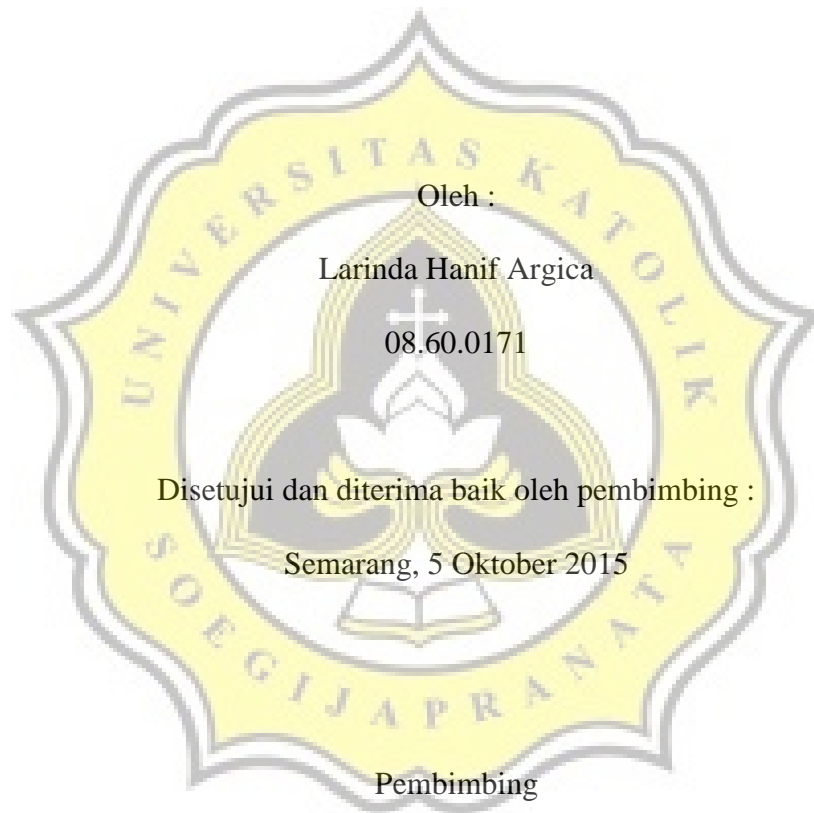 UNIVERSITAS KATOLIK
Oleh :
Larinda Hanif Argica
08.60.0171
Disetujui dan diterima baik oleh pembimbing :
Semarang, 5 Oktober 2015
SOEGIJAPRANATA
Pembimbing